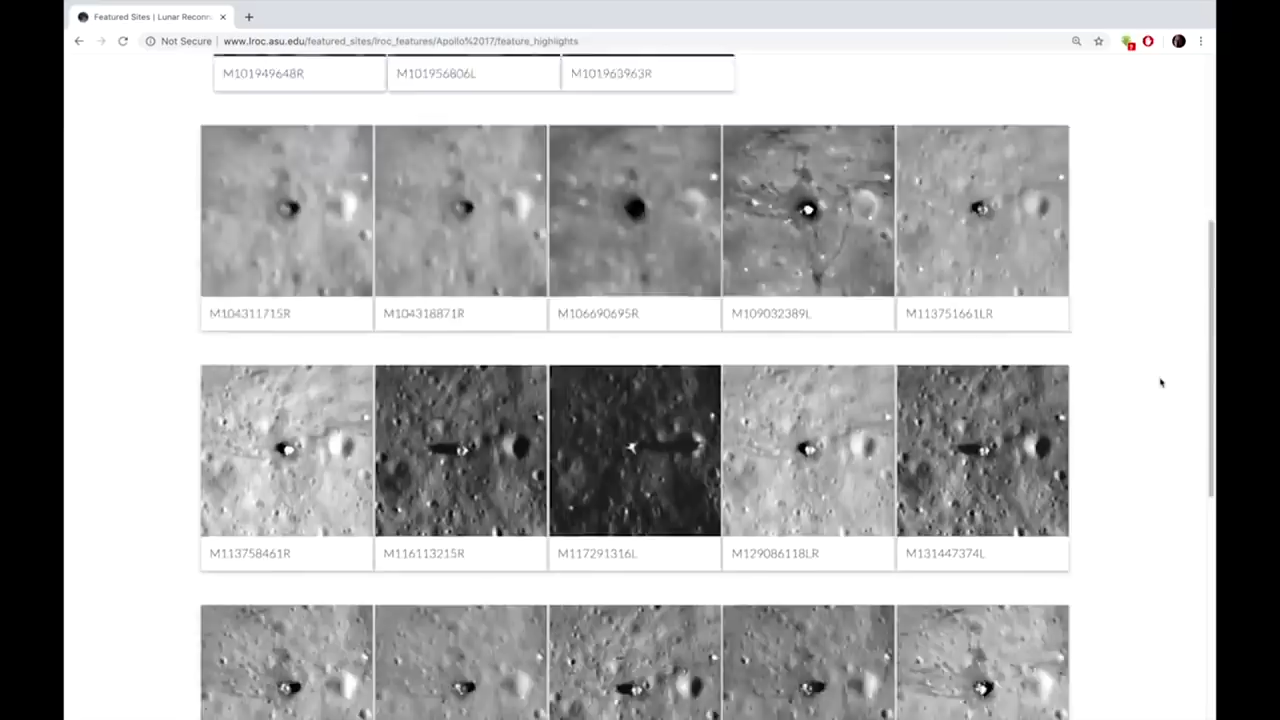 Featured Sites | Lunar Reconn
Not Secure | www.lroc.asu.edu/featured_sites/lroc_features/Apollo%2017/feature_highlights
M101949648R M101956806L M101963963R
M104311715R M104318871R M106690695R M109032389L M113751661LR
M113758461R M116113215R M117291316L M129086118LR M131447374L